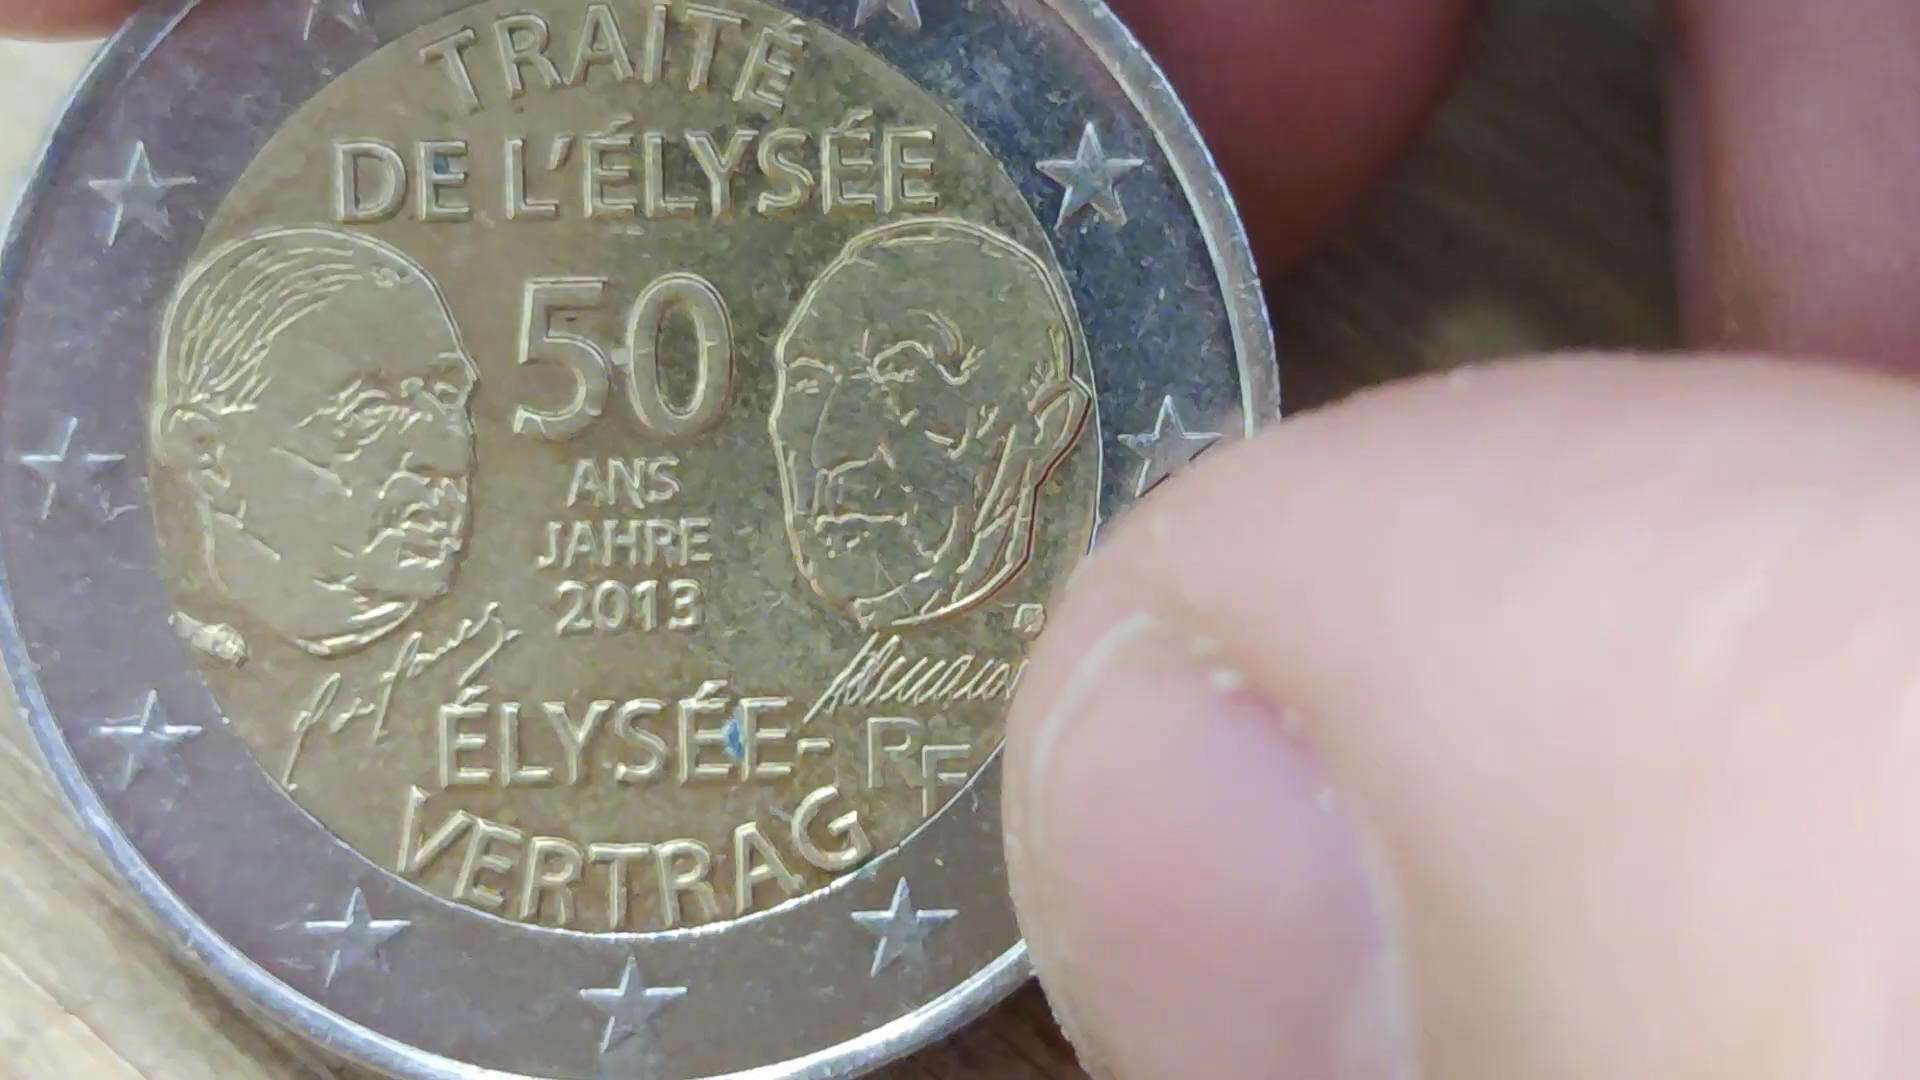 TRAITÉ
DE L'ÉLYSÉE
50
ANS
JAHRE
2013
ÉLYSÉE-
RF
VERTRAG